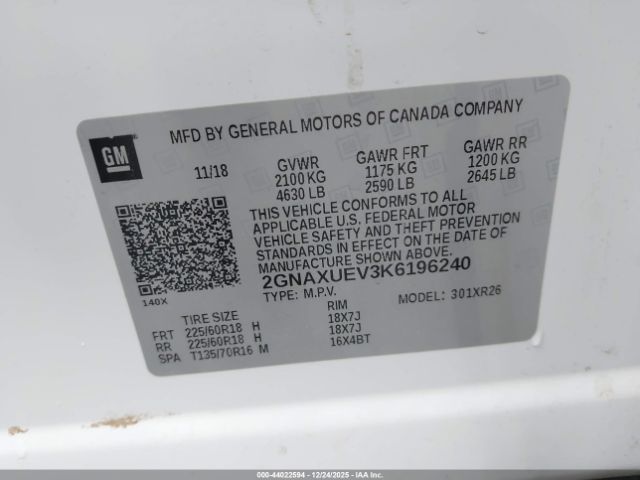 GM
MFD BY GENERAL MOTORS OF CANADA COMPANY
11/18 GVWR GAWR FRT GAWR RR
2100 KG 1175 KG 1200 KG
4630 LB 2590 LB 2645 LB
THIS VEHICLE CONFORMS TO ALL
APPLICABLE U.S. FEDERAL MOTOR
VEHICLE SAFETY AND THEFT PREVENTION
STANDARDS IN EFFECT ON THE DATE OF
MANUFACTURE SHOWN ABOVE.
2GNAXUEV3K6196240
TYPE: M.P.V. MODEL: 301XR26
140X
TIRE SIZE RIM
FRT 225/60R18 H 18X7J
RR 225/60R18 H 18X7J
SPA T135/70R16 M 16X4BT
000-44022594 - 12/24/2025 - IAAI.COM